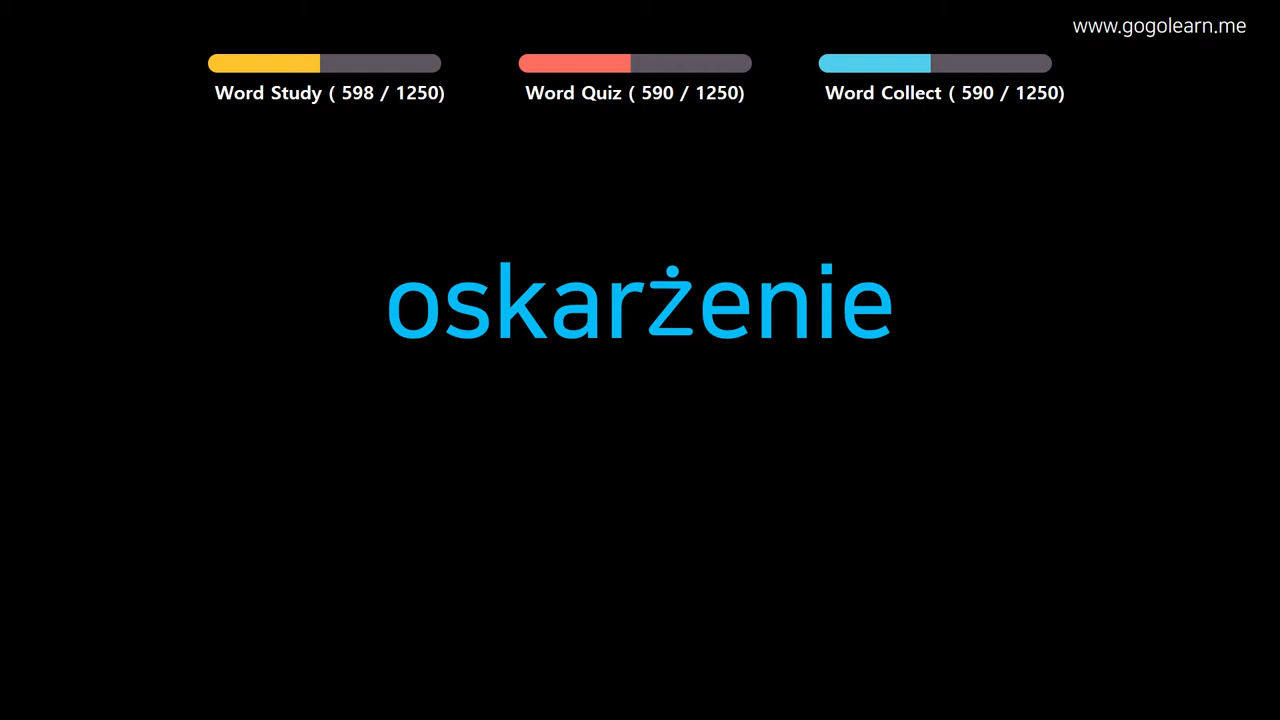 www.gogolearn.me
Word Study ( 598 / 1250)
Word Quiz ( 590 / 1250)
Word Collect ( 590 / 1250)
oskarżenie